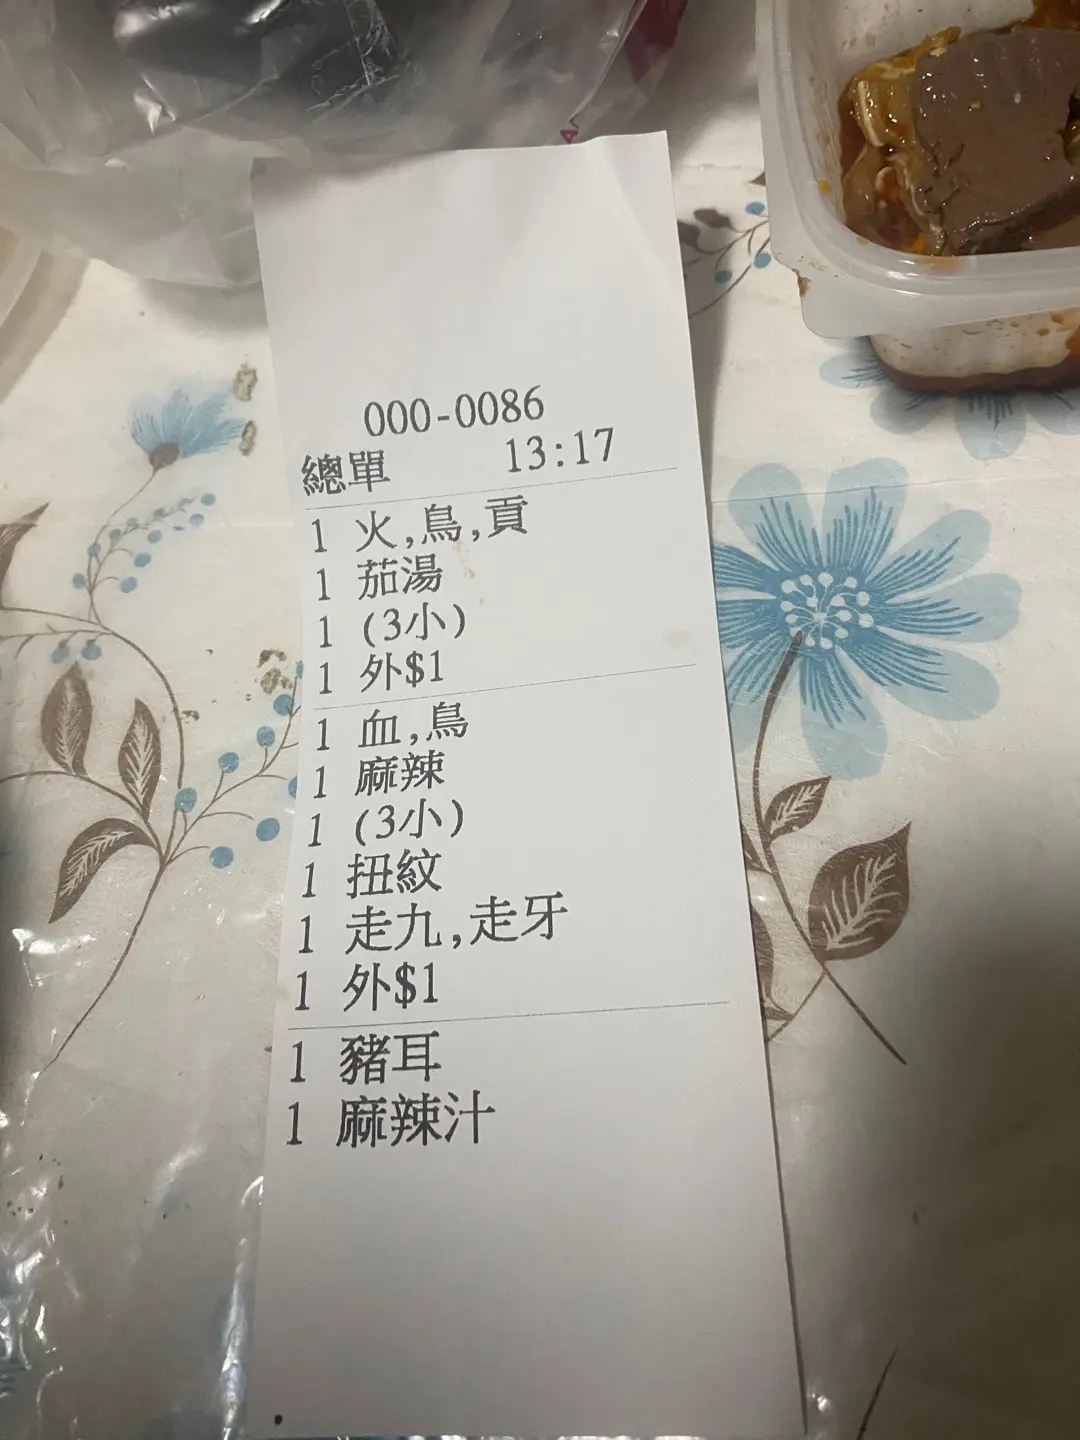 000-0086
總單 13:17
1 火,烏,貢
1 茄湯
1 (3小)
1 外$1
1 血,烏
1 麻辣
1 (3小)
1 扭紋
1 走九,走牙
1 外$1
1 豬耳
1 麻辣汁